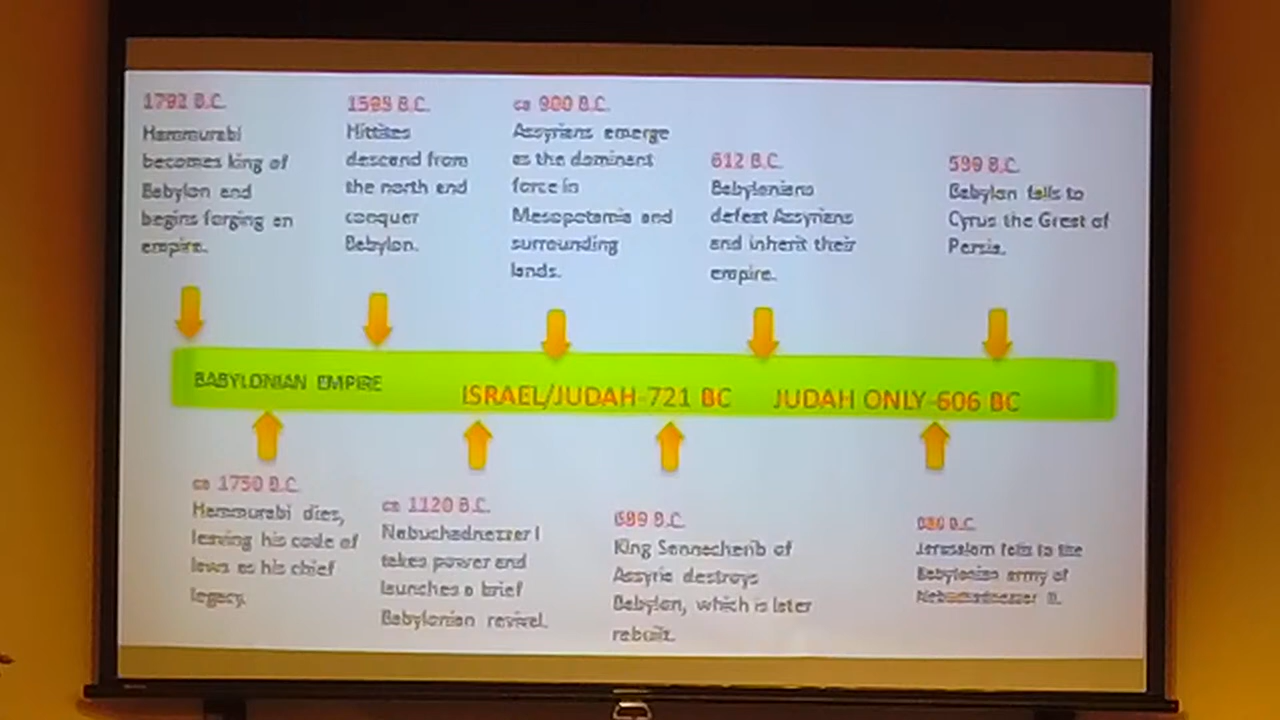 1792 B.C.
Hammurabi
becomes king of
Babylon and
begins forging an
empire.
1595 B.C.
Hittites
descend from
the north and
conquer
Babylon.
ca 900 B.C.
Assyrians emerge
as the dominant
force in
Mesopotamia and
surrounding
lands.
612 B.C.
Babylonians
defeat Assyrians
and inherit their
empire.
B.C.
Babylon falls to
Cyrus the Great of
Persia.
BABYLONIAN EMPIRE
ISRAEL/JUDAH-721 BC
JUDAH ONLY-606 BC
ca 1750 B.C.
Hammurabi dies,
leaving his code of
laws as his chief
legacy.
ca 1120 B.C.
Nebuchadnezzar I
takes power and
launches a brief
Babylonian revival.
689 B.C.
King Sennacherib of
Assyria destroys
Babylon, which is later
rebuilt.
B.C.
Jerusalem falls to the
Babylonian army of
Nebuchadnezzar II.